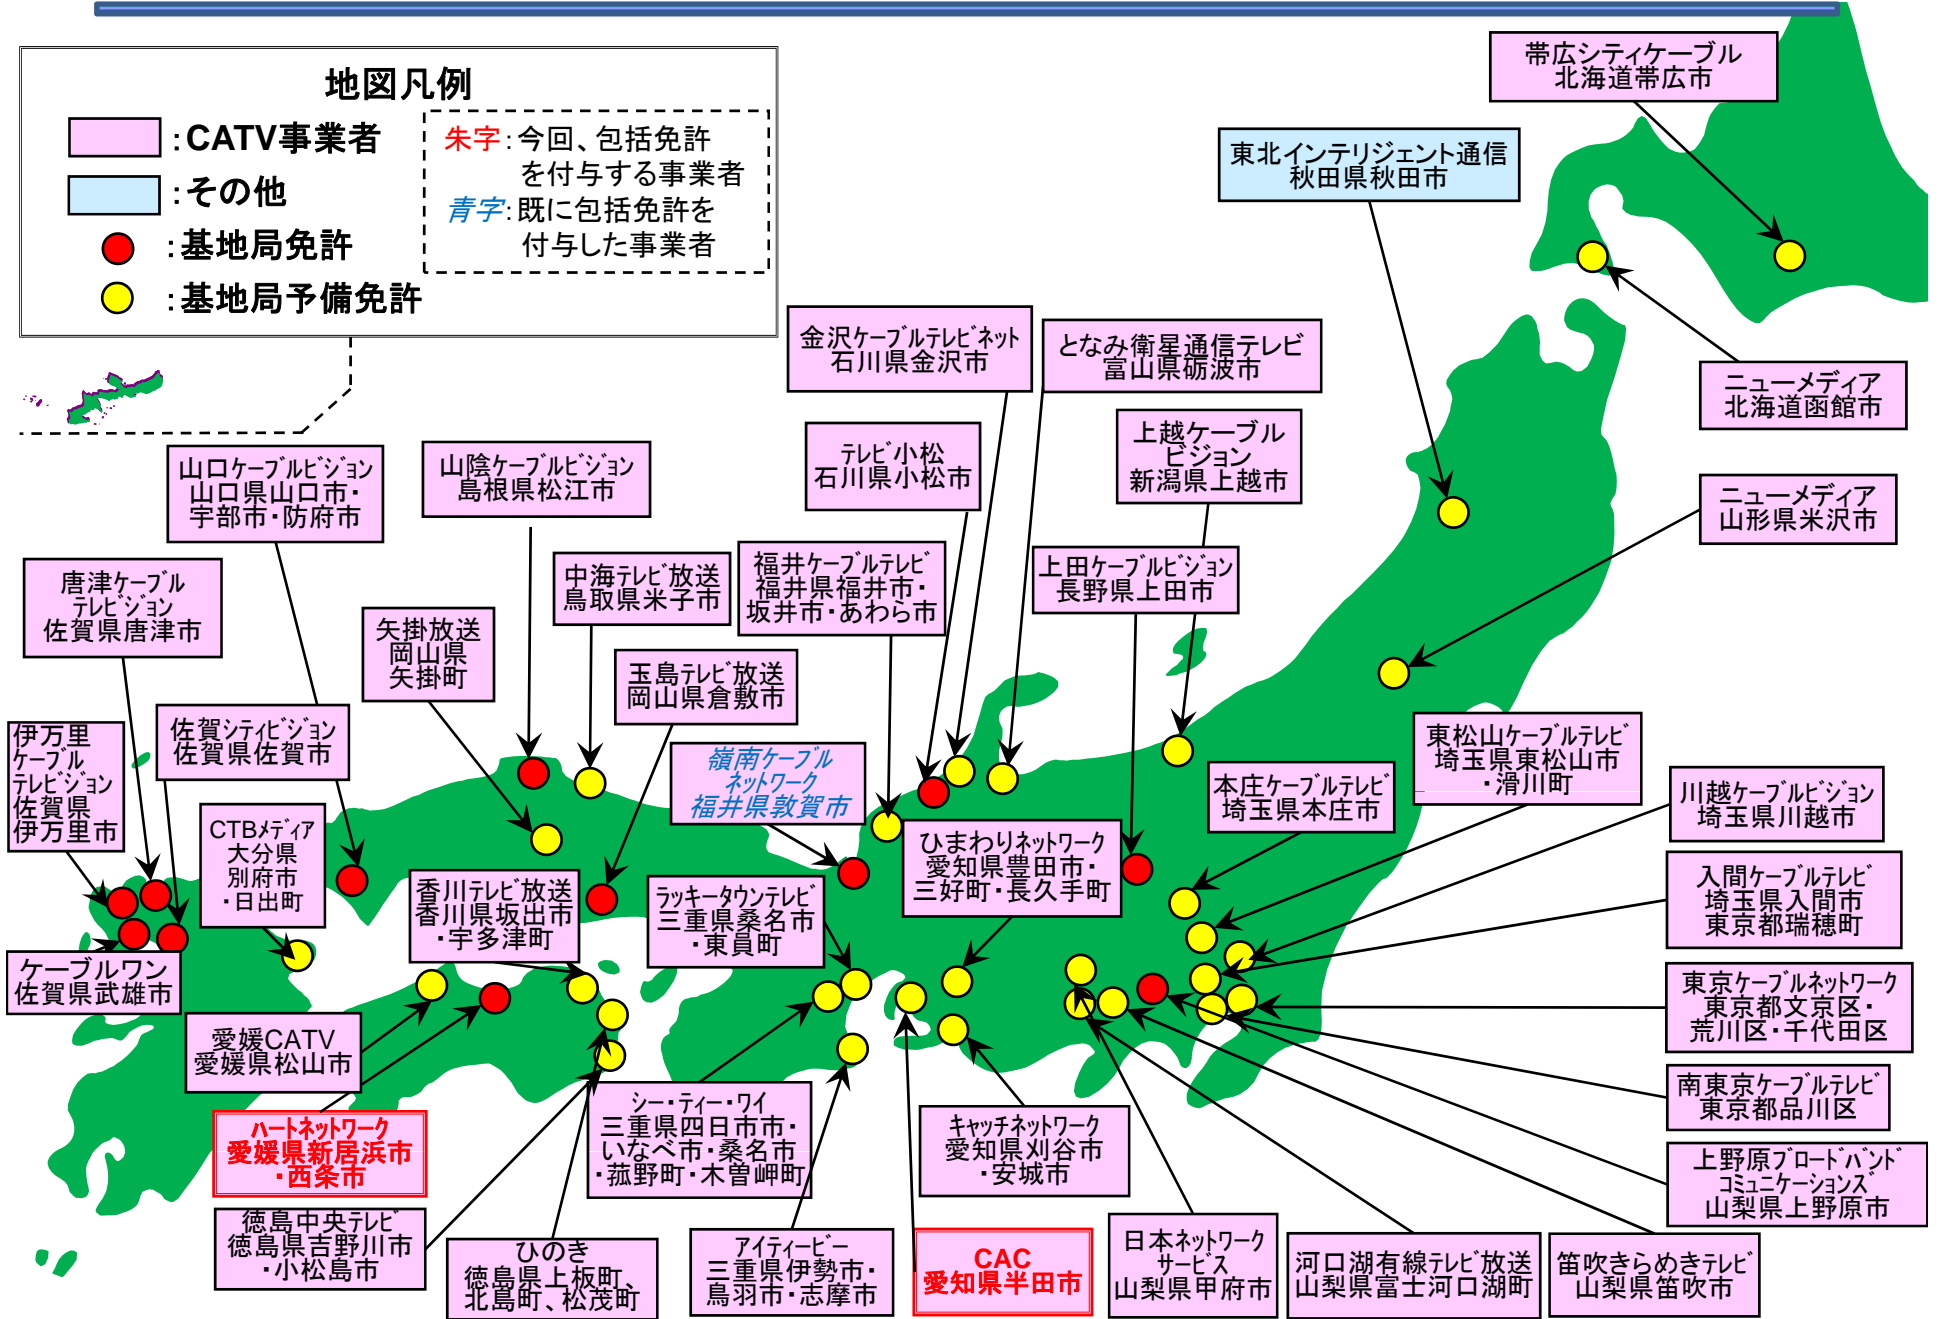 地図凡例
：CATV事業者
：その他
：基地局免許
：基地局予備免許
朱字：今回、包括免許
を付与する事業者
青字：既に包括免許を
付与した事業者
帯広シティケーブル
北海道帯広市
東北インテリジェント通信
秋田県秋田市
金沢ケーブルテレビネット
石川県金沢市
となみ衛星通信テレビ
富山県砺波市
ニューメディア
北海道函館市
テレビ小松
石川県小松市
上越ケーブル
ビジョン
新潟県上越市
山口ケーブルビジョン
山口県山口市・
宇部市・防府市
山陰ケーブルビジョン
島根県松江市
ニューメディア
山形県米沢市
唐津ケーブル
テレビジョン
佐賀県唐津市
中海テレビ放送
鳥取県米子市
福井ケーブルテレビ
福井県福井市・
坂井市・あわら市
上田ケーブルビジョン
長野県上田市
矢掛放送
岡山県
矢掛町
玉島テレビ放送
岡山県倉敷市
伊万里
ケーブル
テレビジョン
佐賀県
伊万里市
佐賀シティビジョン
佐賀県佐賀市
嶺南ケーブル
ネットワーク
福井県敦賀市
東松山ケーブルテレビ
埼玉県東松山市
・滑川町
本庄ケーブルテレビ
埼玉県本庄市
川越ケーブルビジョン
埼玉県川越市
CTBメディア
大分県
別府市
・日出町
ひまわりネットワーク
愛知県豊田市・
三好町・長久手町
香川テレビ放送
香川県坂出市
・宇多津町
ラッキータウンテレビ
三重県桑名市
・東員町
入間ケーブルテレビ
埼玉県入間市
東京都瑞穂町
ケーブルワン
佐賀県武雄市
東京ケーブルネットワーク
東京都文京区・
荒川区・千代田区
愛媛CATV
愛媛県松山市
南東京ケーブルテレビ
東京都品川区
ハートネットワーク
愛媛県新居浜市
・西条市
シー・ティー・ワイ
三重県四日市市・
いなべ市・桑名市
・菰野町・木曽岬町
キャッチネットワーク
愛知県刈谷市
・安城市
上野原ブロードバンド
コミュニケーションズ
山梨県上野原市
徳島中央テレビ
徳島県吉野川市
・小松島市
ひのき
徳島県上板町、
北島町、松茂町
アイティービー
三重県伊勢市・
鳥羽市・志摩市
CAC
愛知県半田市
日本ネットワーク
サービス
山梨県甲府市
河口湖有線テレビ放送
山梨県富士河口湖町
笛吹きらめきテレビ
山梨県笛吹市